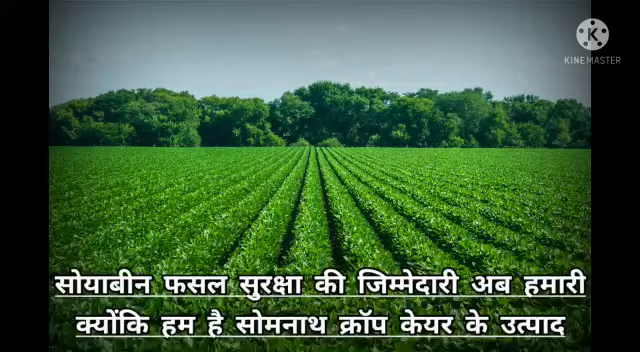 K
KINEMASTER
सोयाबीन फसल सुरक्षा की जिम्मेदारी अब हमारी
क्योंकि हम है सोमनाथ क्रॉप केयर के उत्पाद